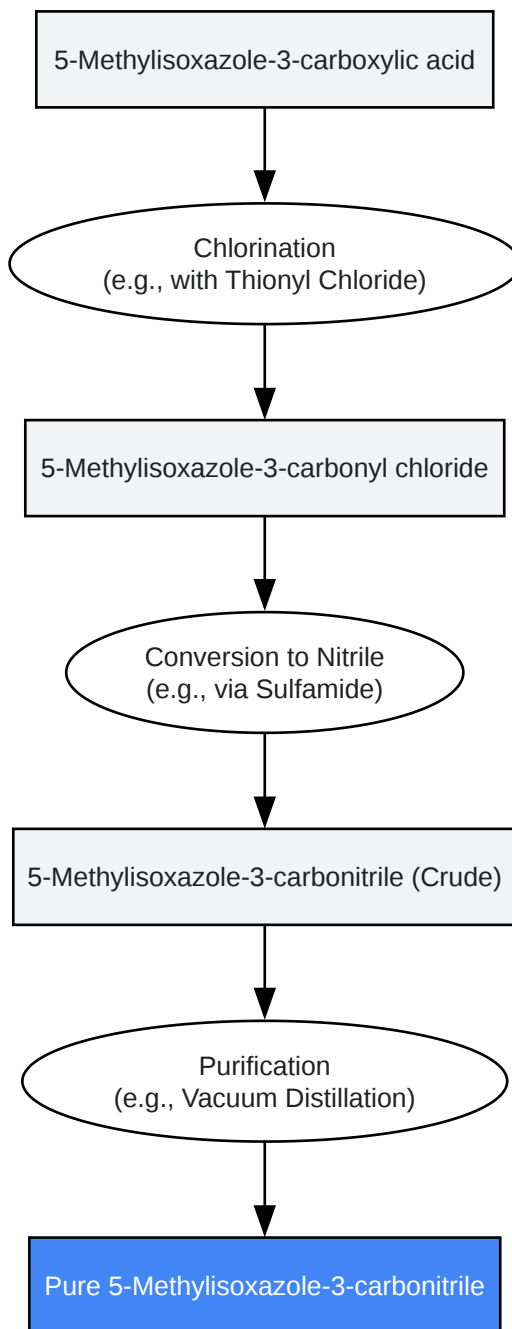 5-Methylisoxazole-3-carboxylic acid
Chlorination
(e.g., with Thionyl Chloride)
5-Methylisoxazole-3-carbonyl chloride
Conversion to Nitrile
(e.g., via Sulfamide)
5-Methylisoxazole-3-carbonitrile (Crude)
Purification
(e.g., Vacuum Distillation)
Pure 5-Methylisoxazole-3-carbonitrile